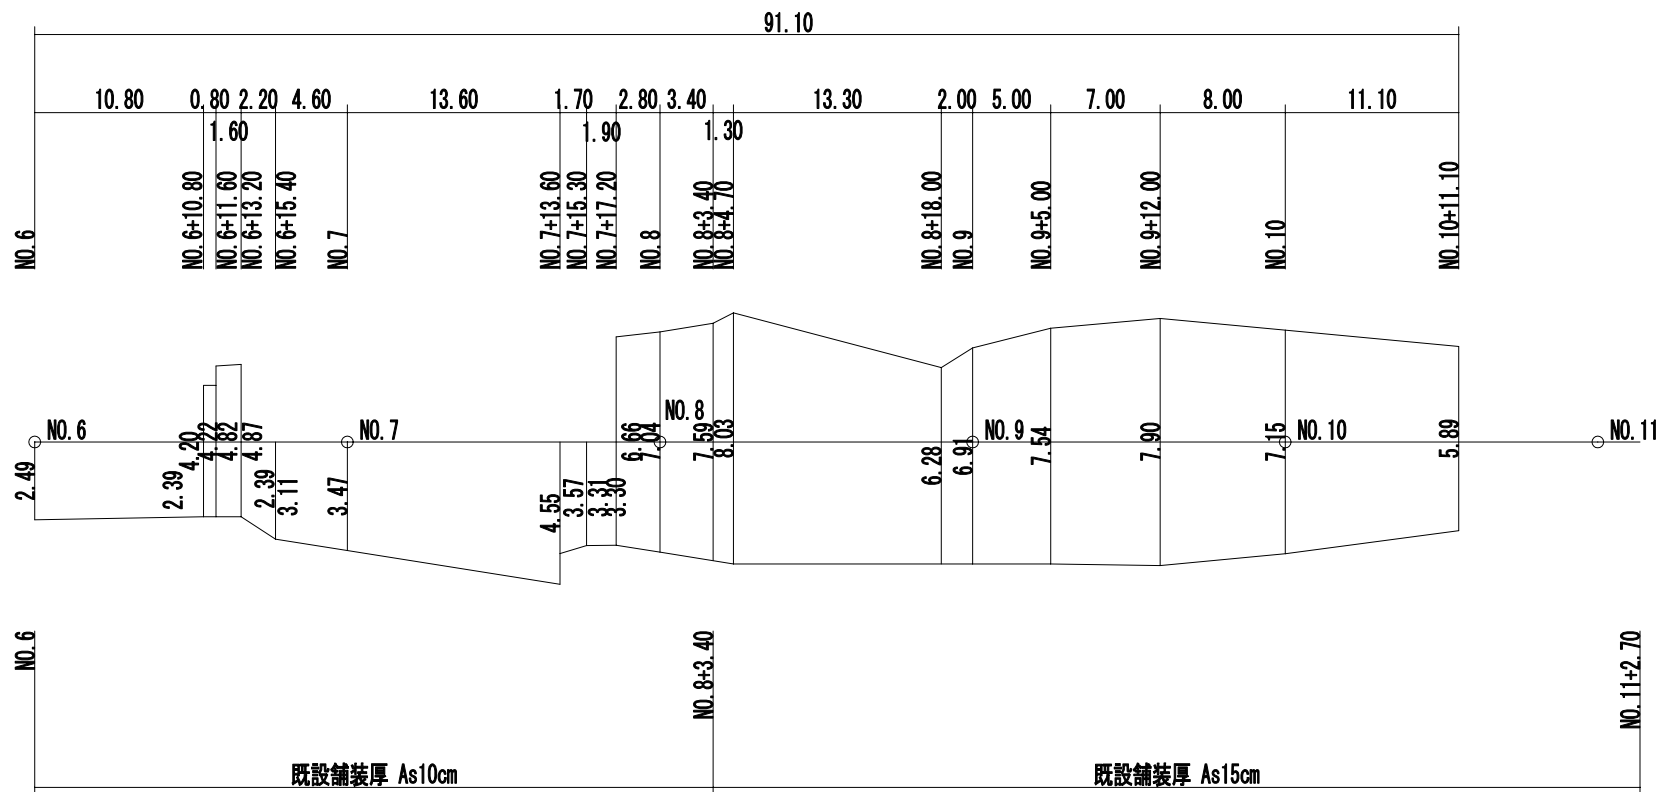 91.10
10.80 0.80 2.20 4.60 13.60 1.70 2.80 3.40 13.30 2.00 5.00 7.00 8.00 11.10
1.60 1.90 1.30
NO.6 NO.6+10.80 NO.6+11.60 NO.6+13.20 NO.6+15.40 NO.7 NO.7+13.60 NO.7+15.30 NO.7+17.20 NO.8 NO.8+3.40 NO.8+4.70 NO.8+18.00 NO.9 NO.9+5.00 NO.9+12.00 NO.10 NO.10+11.10
NO.6 NO.7 NO.8 NO.9 NO.10 NO.11
2.49 2.39 4.20 4.22 4.82 4.87 2.39 3.11 3.47 4.55 3.57 3.31 3.30 6.66 7.04 7.59 8.03 6.28 6.91 7.54 7.90 7.15 5.89
NO.6 NO.8+3.40 NO.11+2.70
既設舗装厚 As10cm 既設舗装厚 As15cm